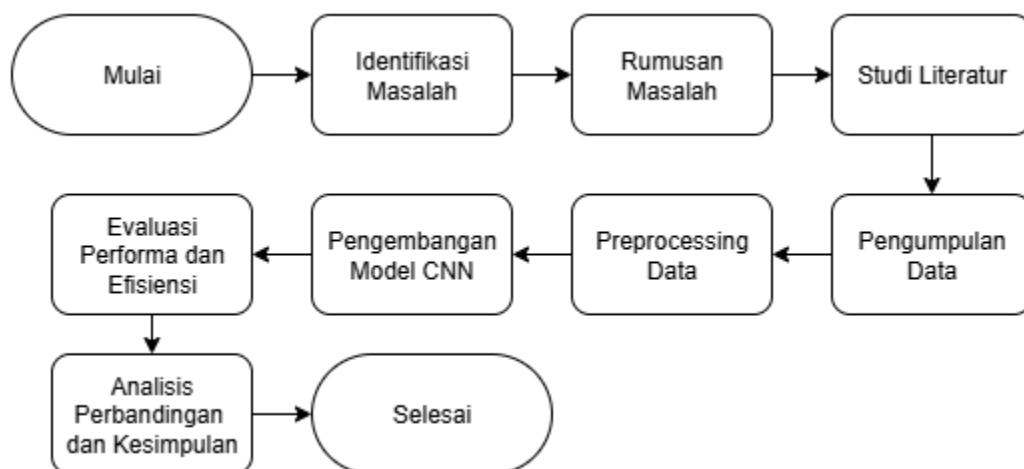 Mulai
Identifikasi
Masalah
Rumusan
Masalah
Studi Literatur
Pengumpulan
Data
Preprocessing
Data
Pengembangan
Model CNN
Evaluasi
Performa dan
Efisiensi
Analisis
Perbandingan
dan Kesimpulan
Selesai